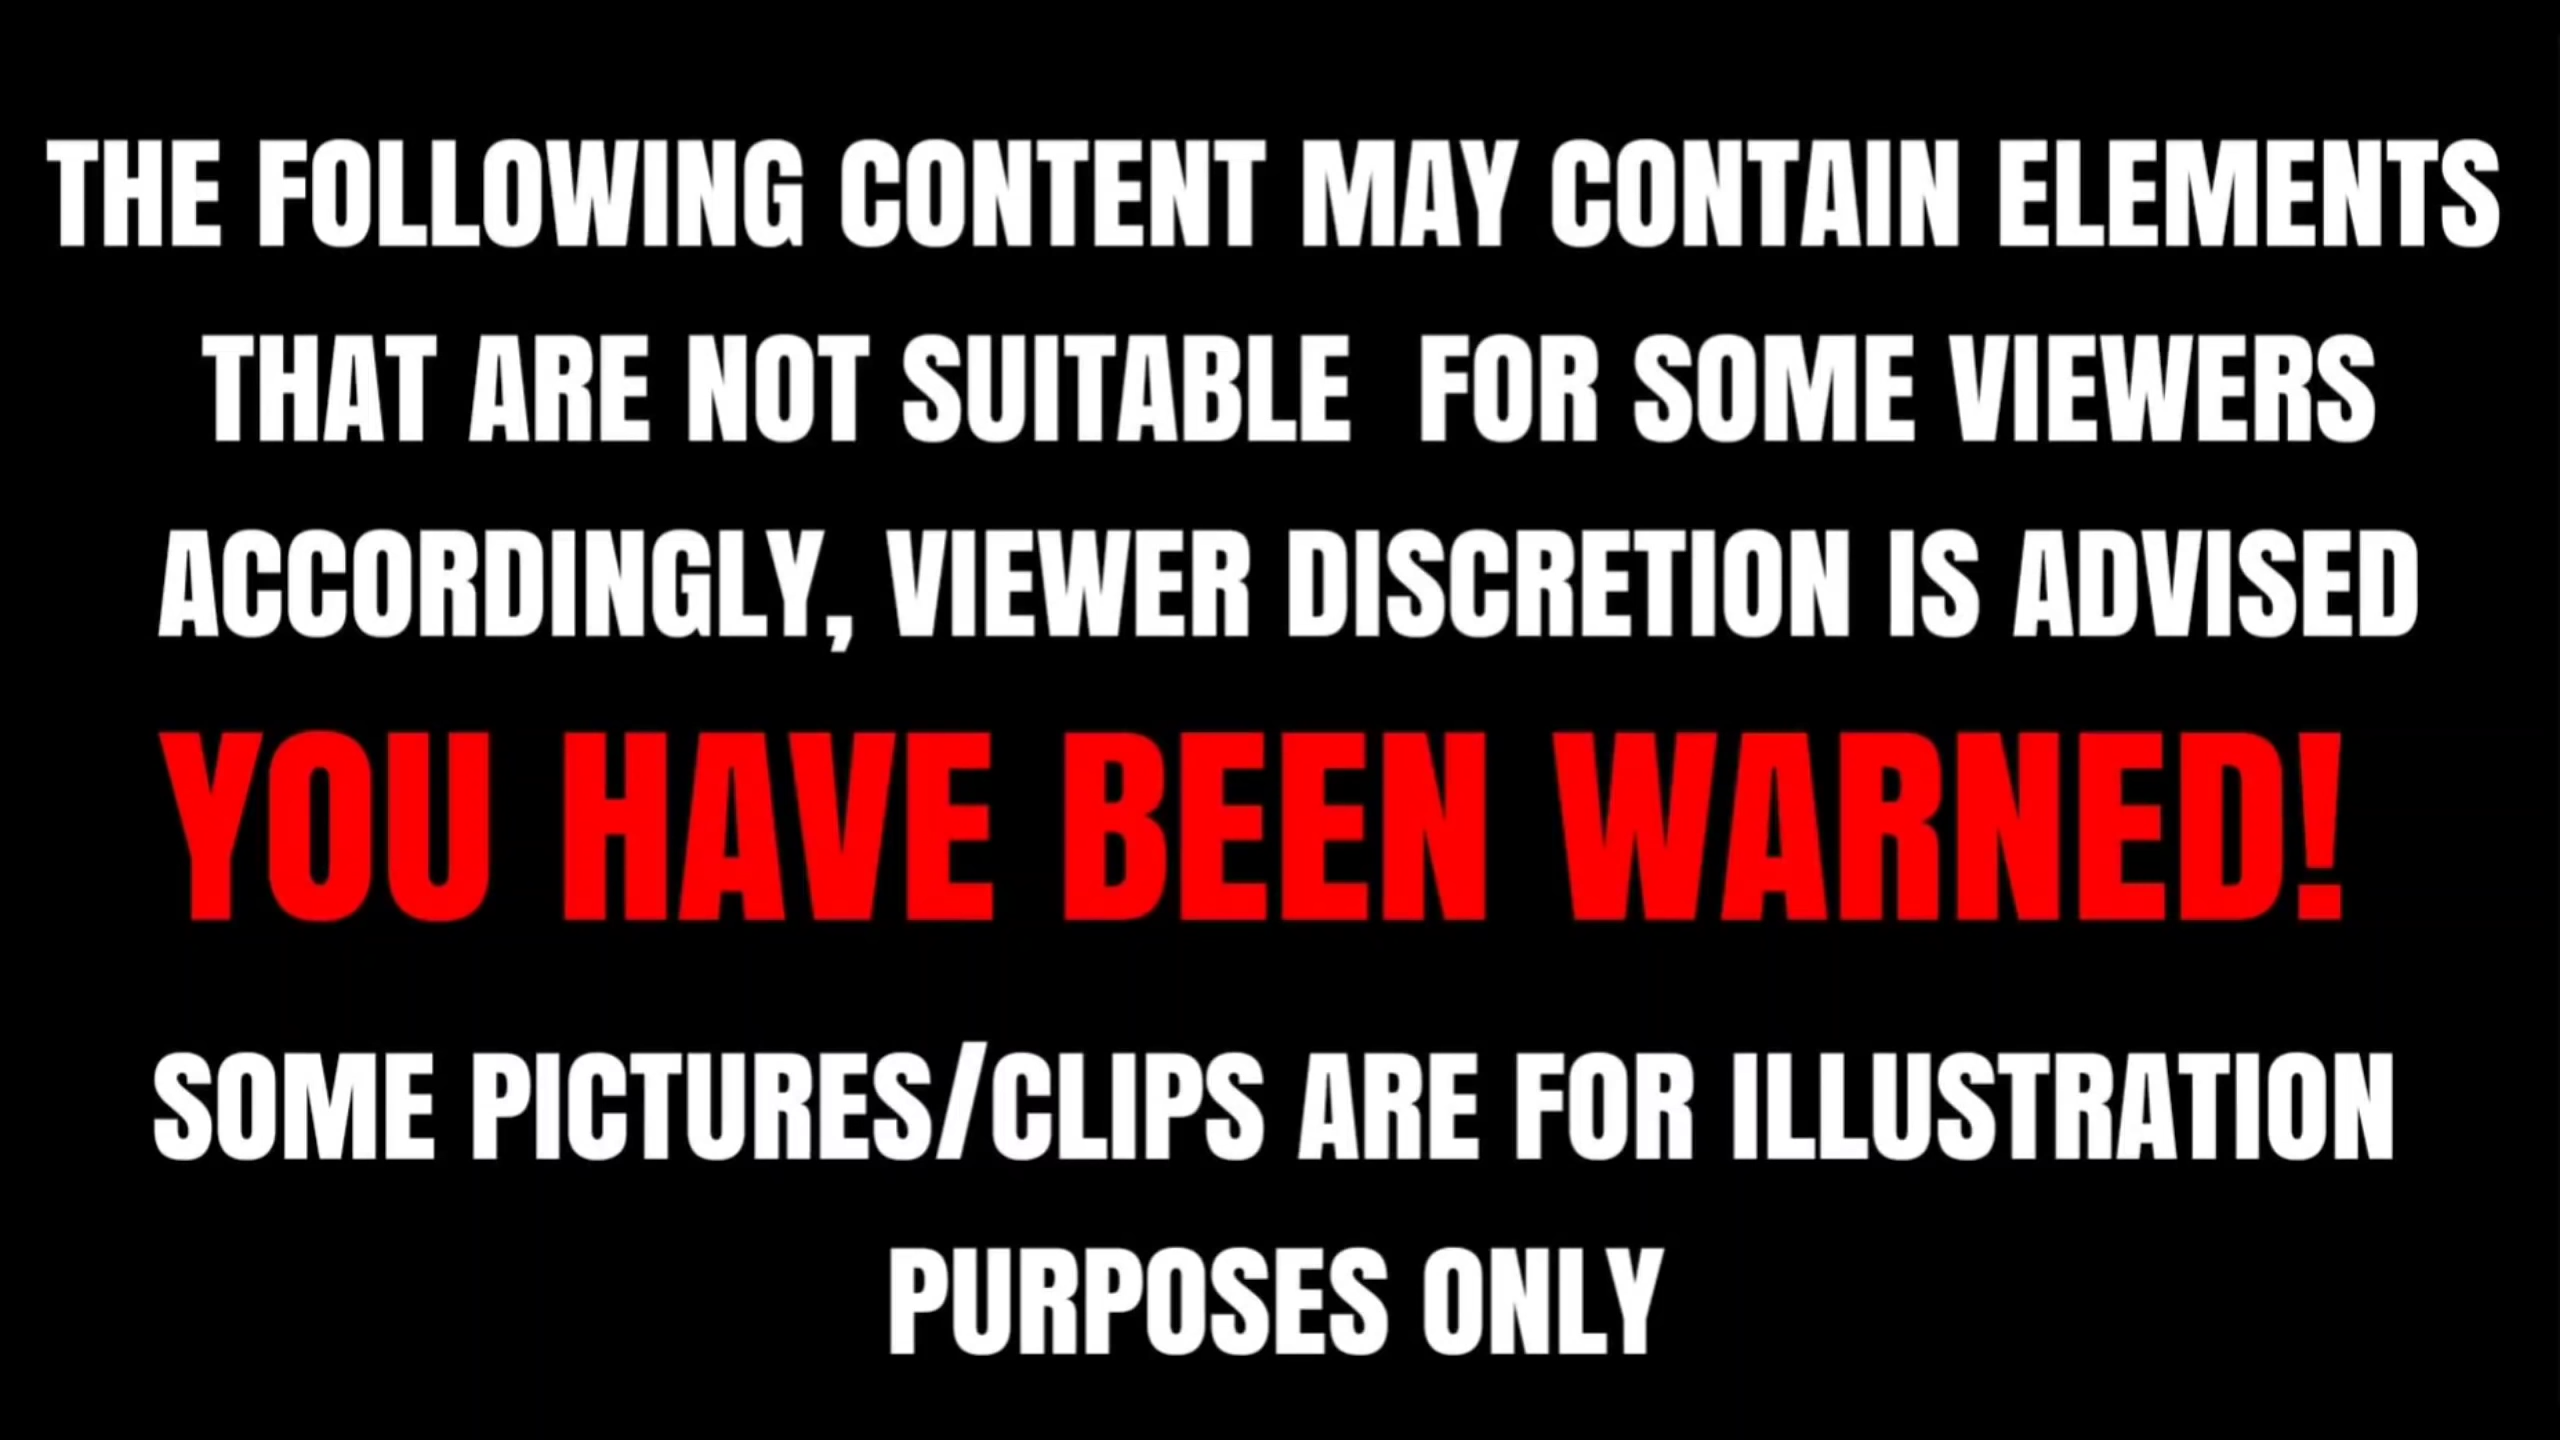 THE FOLLOWING CONTENT MAY CONTAIN ELEMENTS
THAT ARE NOT SUITABLE  FOR SOME VIEWERS
ACCORDINGLY, VIEWER DISCRETION IS ADVISED
YOU HAVE BEEN WARNED!
SOME PICTURES/CLIPS ARE FOR ILLUSTRATION
PURPOSES ONLY